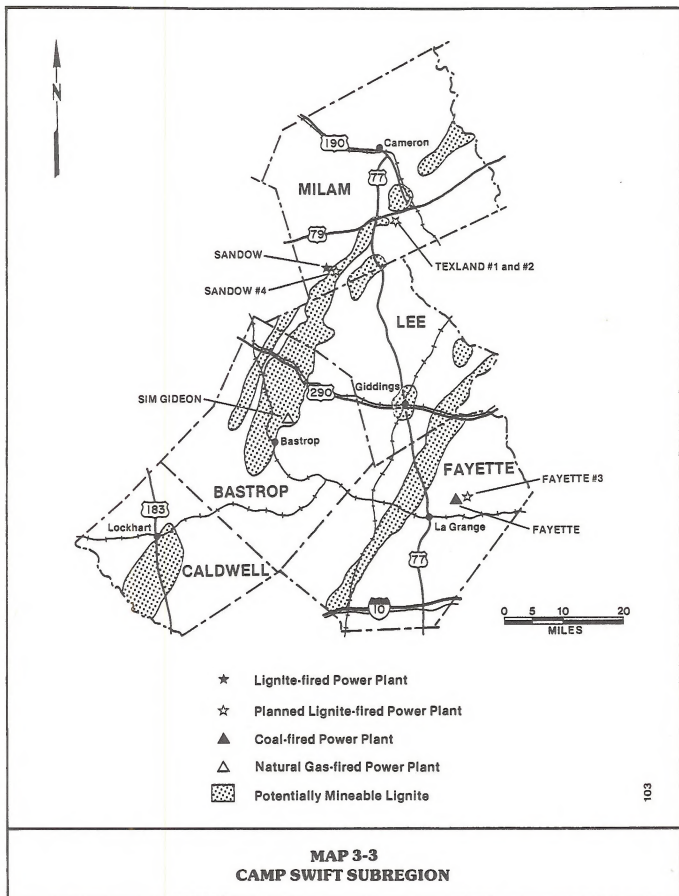 N
190
Cameron
77
MILAM
79
SANDOW
TEXLAND #1 and #2
SANDOW #4
LEE
Giddings
290
SIM GIDEON
Bastrop
FAYETTE
FAYETTE #3
BASTROP
183
FAYETTE
Lockhart
La Grange
CALDWELL
77
10
0 5 10 20
MILES
Lignite-fired Power Plant
Planned Lignite-fired Power Plant
Coal-fired Power Plant
Natural Gas-fired Power Plant
Potentially Mineable Lignite
103
MAP 3-3
CAMP SWIFT SUBREGION